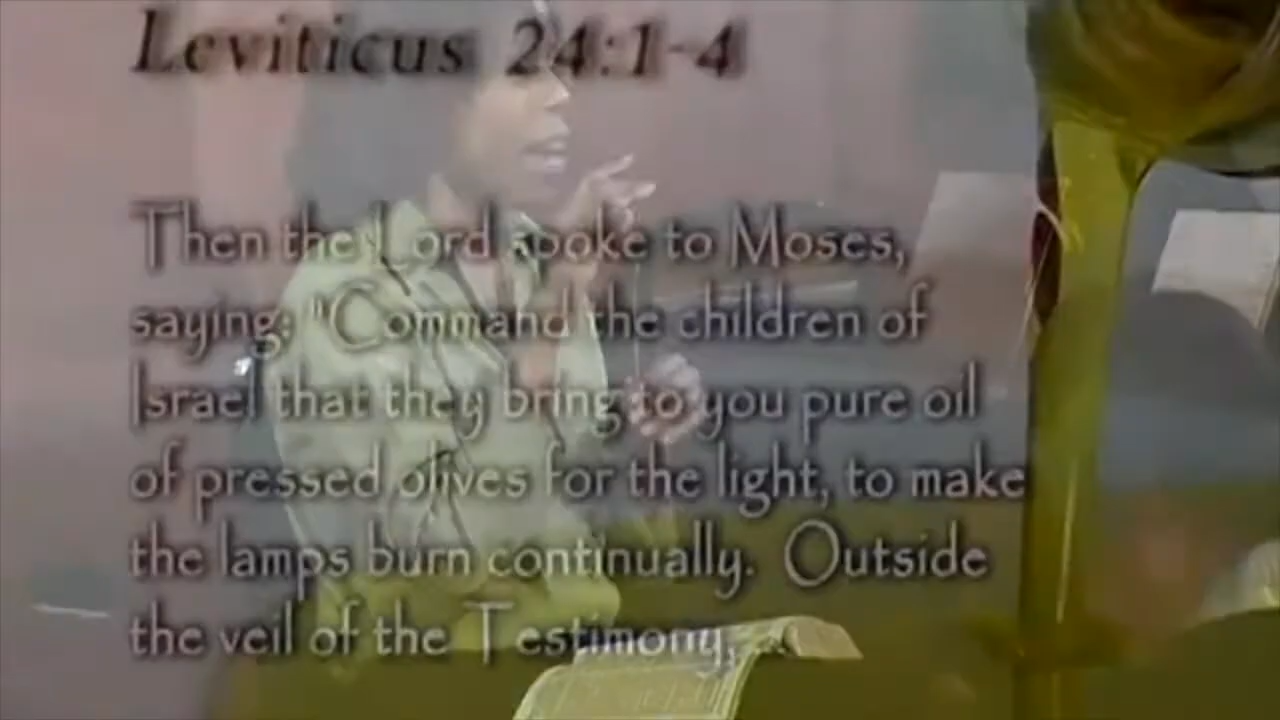 Leviticus 24:1-4
Then the Lord spoke to Moses,
saying: "Command the children of
Israel that they bring to you pure oil
of pressed olives for the light, to make
the lamps burn continually. Outside
the veil of the Testimony,